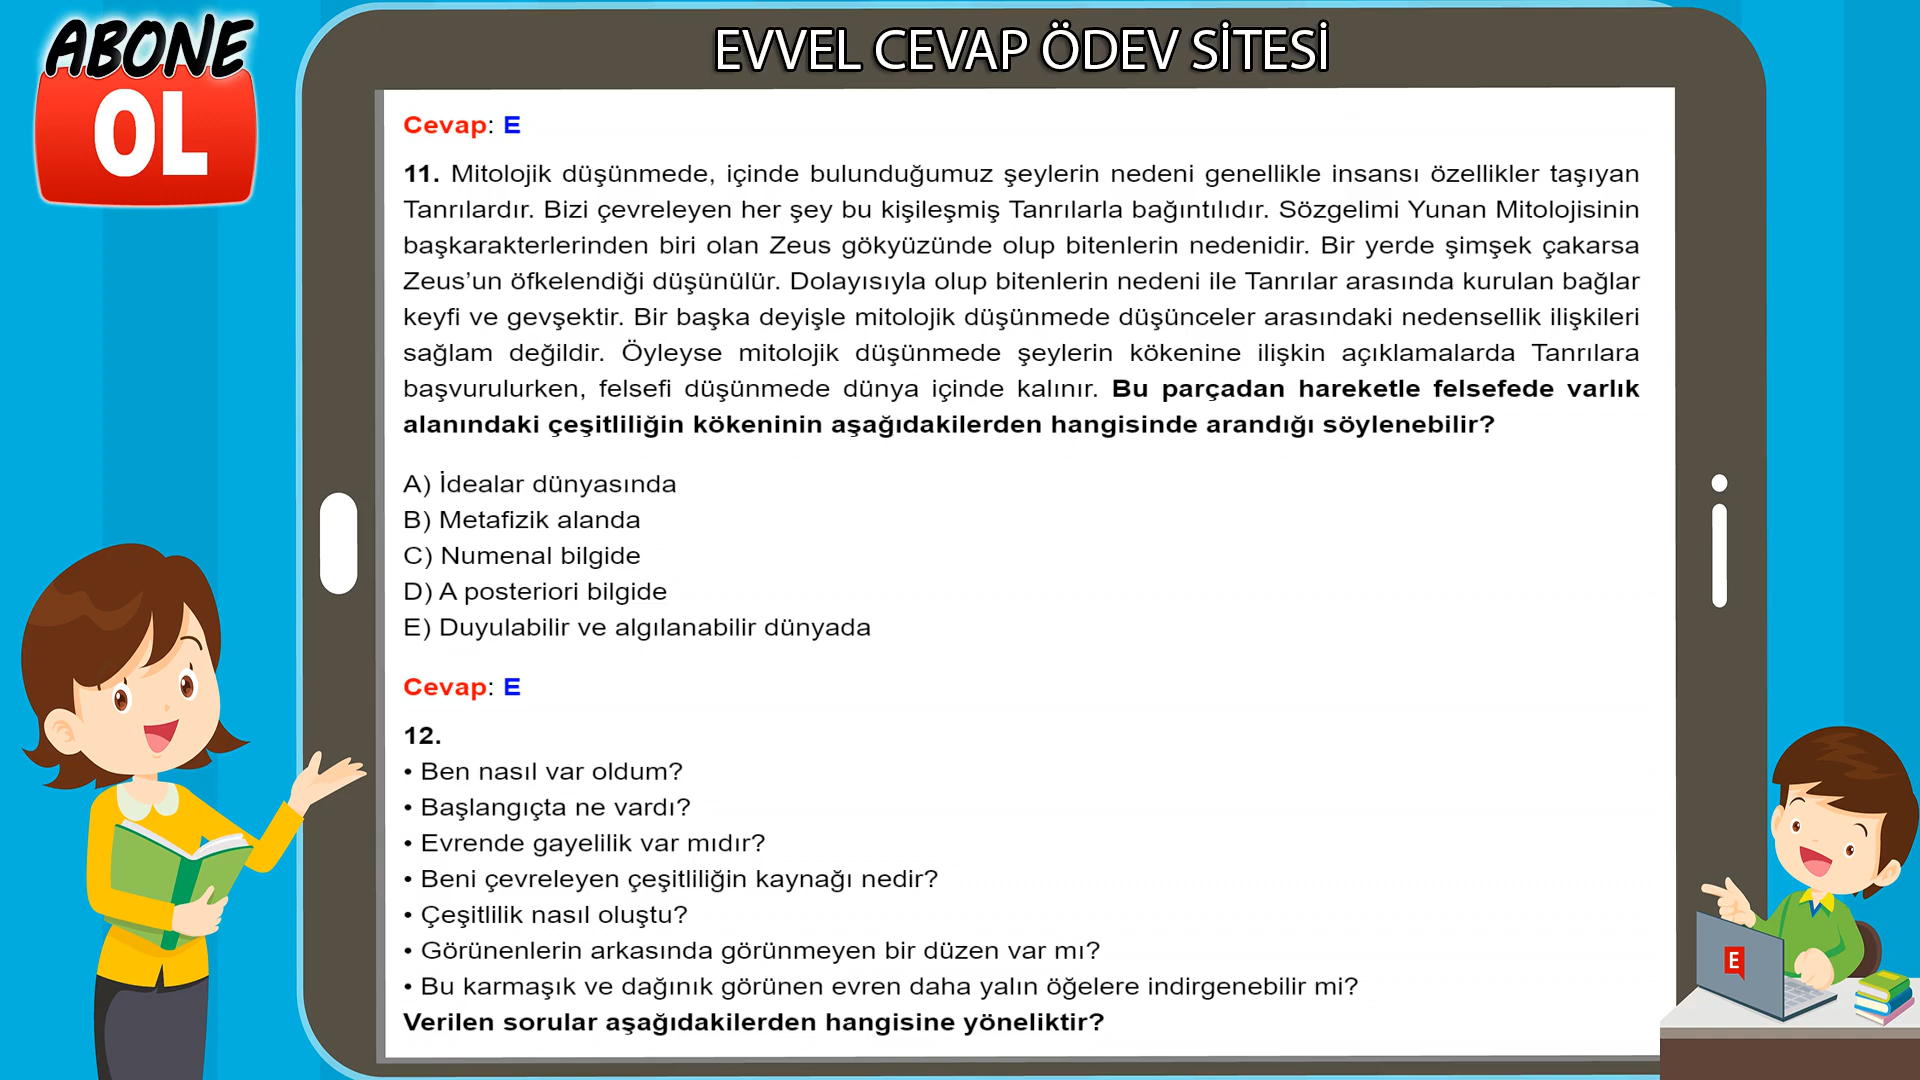 ABONE
OL
EVVEL CEVAP ÖDEV SİTESİ
Cevap: E
11. Mitolojik düşünmede, içinde bulunduğumuz şeylerin nedeni genellikle insansı özellikler taşıyan
Tanrılardır. Bizi çevreleyen her şey bu kişileşmiş Tanrılarla bağıntılıdır. Sözgelimi Yunan Mitolojisinin
başkarakterlerinden biri olan Zeus gökyüzünde olup bitenlerin nedenidir. Bir yerde şimşek çakarsa
Zeus’un öfkelendiği düşünülür. Dolayısıyla olup bitenlerin nedeni ile Tanrılar arasında kurulan bağlar
keyfi ve gevşektir. Bir başka deyişle mitolojik düşünmede düşünceler arasındaki nedensellik ilişkileri
sağlam değildir. Öyleyse mitolojik düşünmede şeylerin kökenine ilişkin açıklamalarda Tanrılara
başvurulurken, felsefi düşünmede dünya içinde kalınır. Bu parçadan hareketle felsefede varlık
alanındaki çeşitliliğin kökeninin aşağıdakilerden hangisinde arandığı söylenebilir?
A) İdealar dünyasında
B) Metafizik alanda
C) Numenal bilgide
D) A posteriori bilgide
E) Duyulabilir ve algılanabilir dünyada
Cevap: E
12.
• Ben nasıl var oldum?
• Başlangıçta ne vardı?
• Evrende gayelilik var mıdır?
• Beni çevreleyen çeşitliliğin kaynağı nedir?
• Çeşitlilik nasıl oluştu?
• Görünenlerin arkasında görünmeyen bir düzen var mı?
• Bu karmaşık ve dağınık görünen evren daha yalın öğelere indirgenebilir mi?
Verilen sorular aşağıdakilerden hangisine yöneliktir?
E